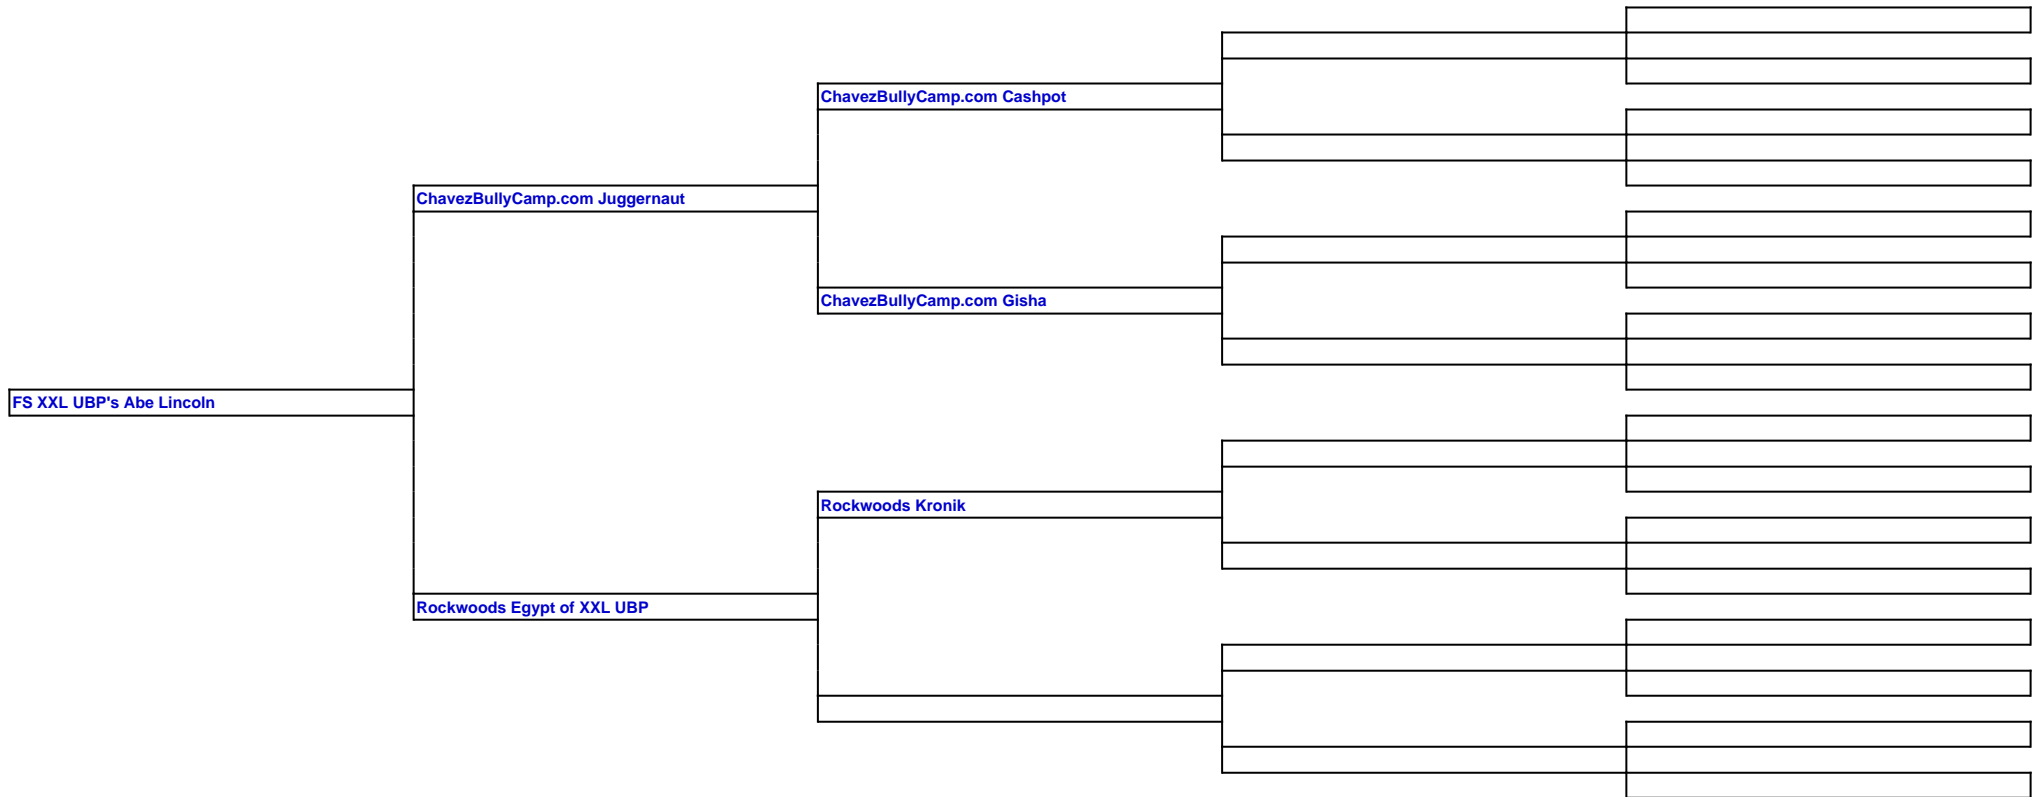 ChavezBullyCamp.com Cashpot
ChavezBullyCamp.com Juggernaut
ChavezBullyCamp.com Gisha
FS XXL UBP's Abe Lincoln
Rockwoods Kronik
Rockwoods Egypt of XXL UBP